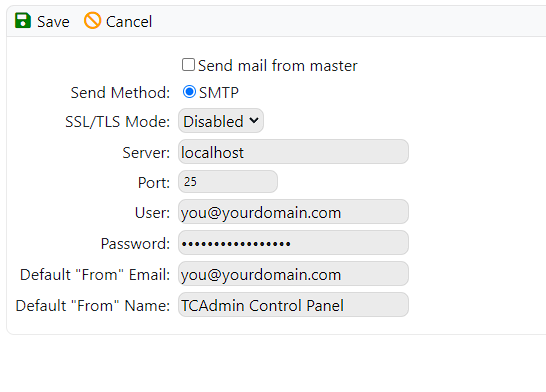 Save Cancel
Send mail from master
Send Method: SMTP
SSL/TLS Mode: Disabled
Server: localhost
Port: 25
User: you@yourdomain.com
Password: •••••••••••••••••
Default "From" Email: you@yourdomain.com
Default "From" Name: TCAdmin Control Panel